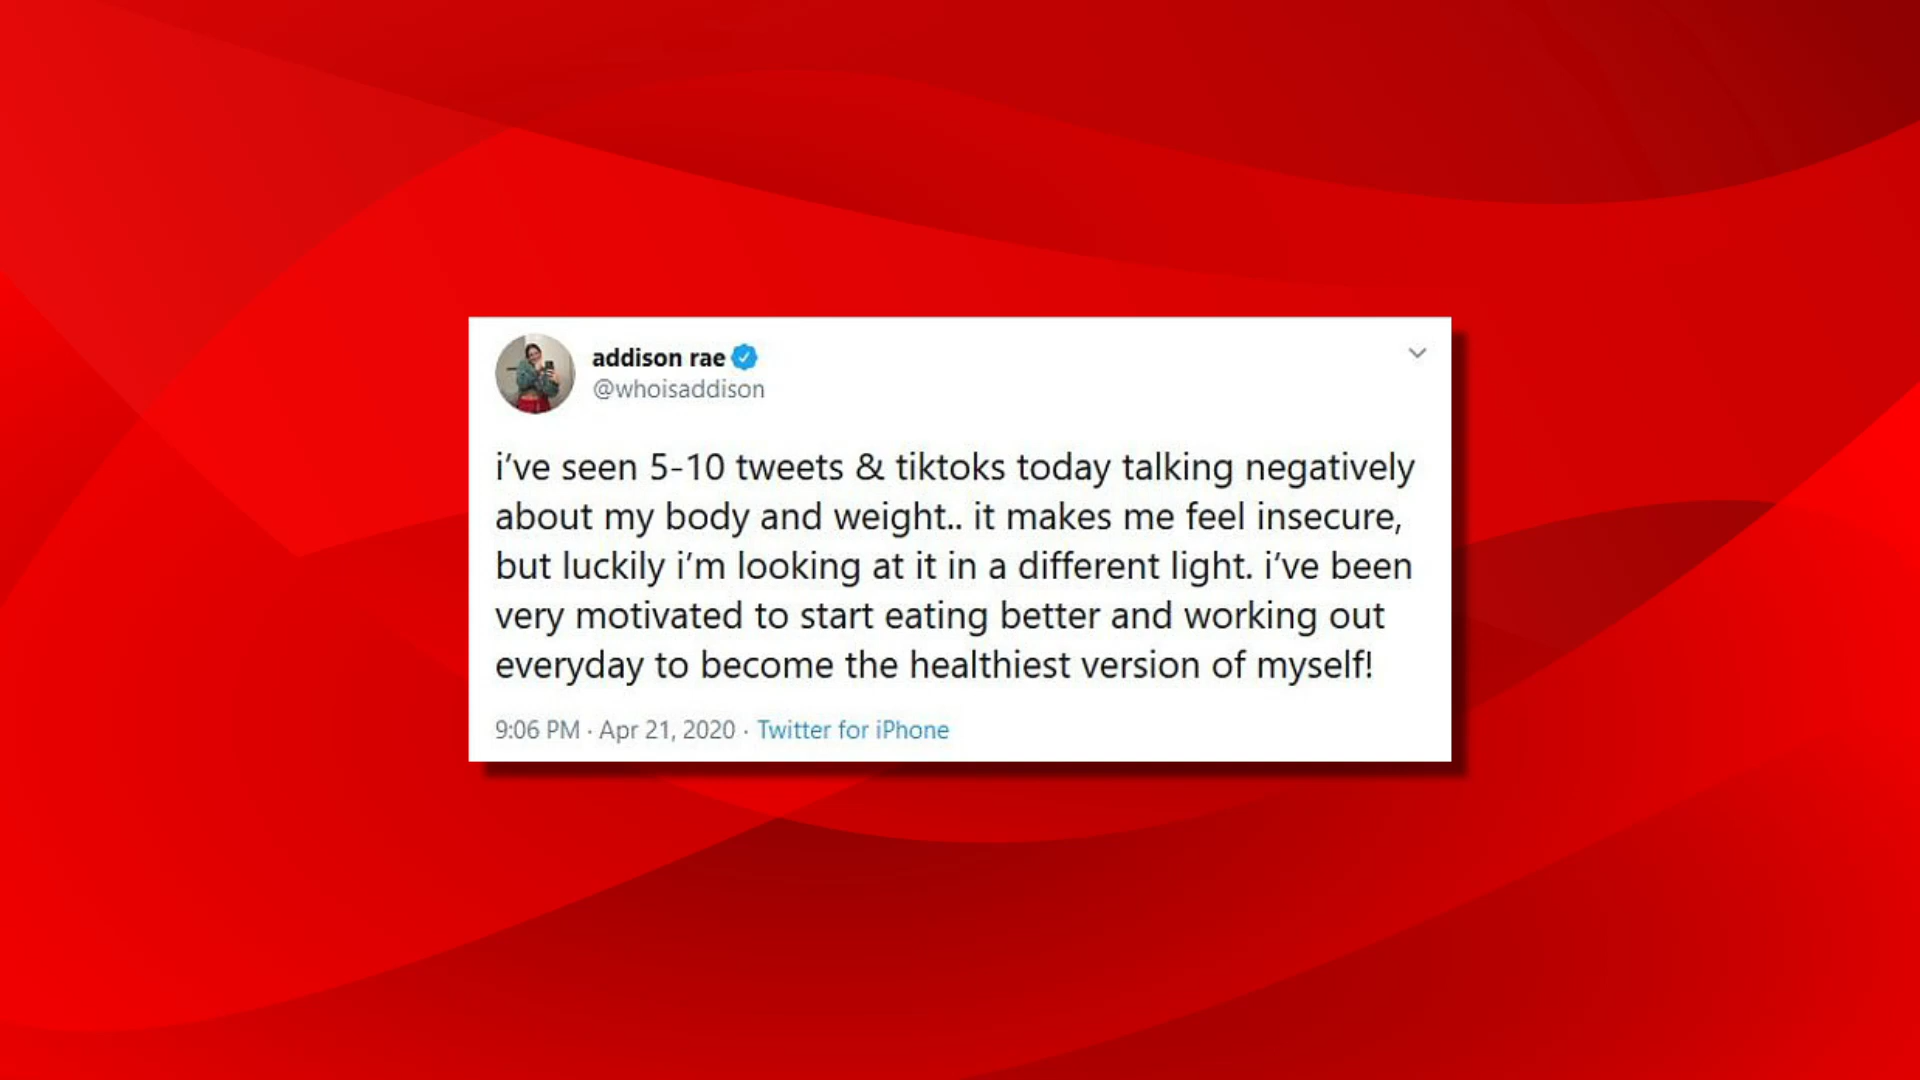 addison rae
@whoisaddison
i’ve seen 5-10 tweets & tiktoks today talking negatively
about my body and weight.. it makes me feel insecure,
but luckily i’m looking at it in a different light. i’ve been
very motivated to start eating better and working out
everyday to become the healthiest version of myself!
9:06 PM · Apr 21, 2020 · Twitter for iPhone